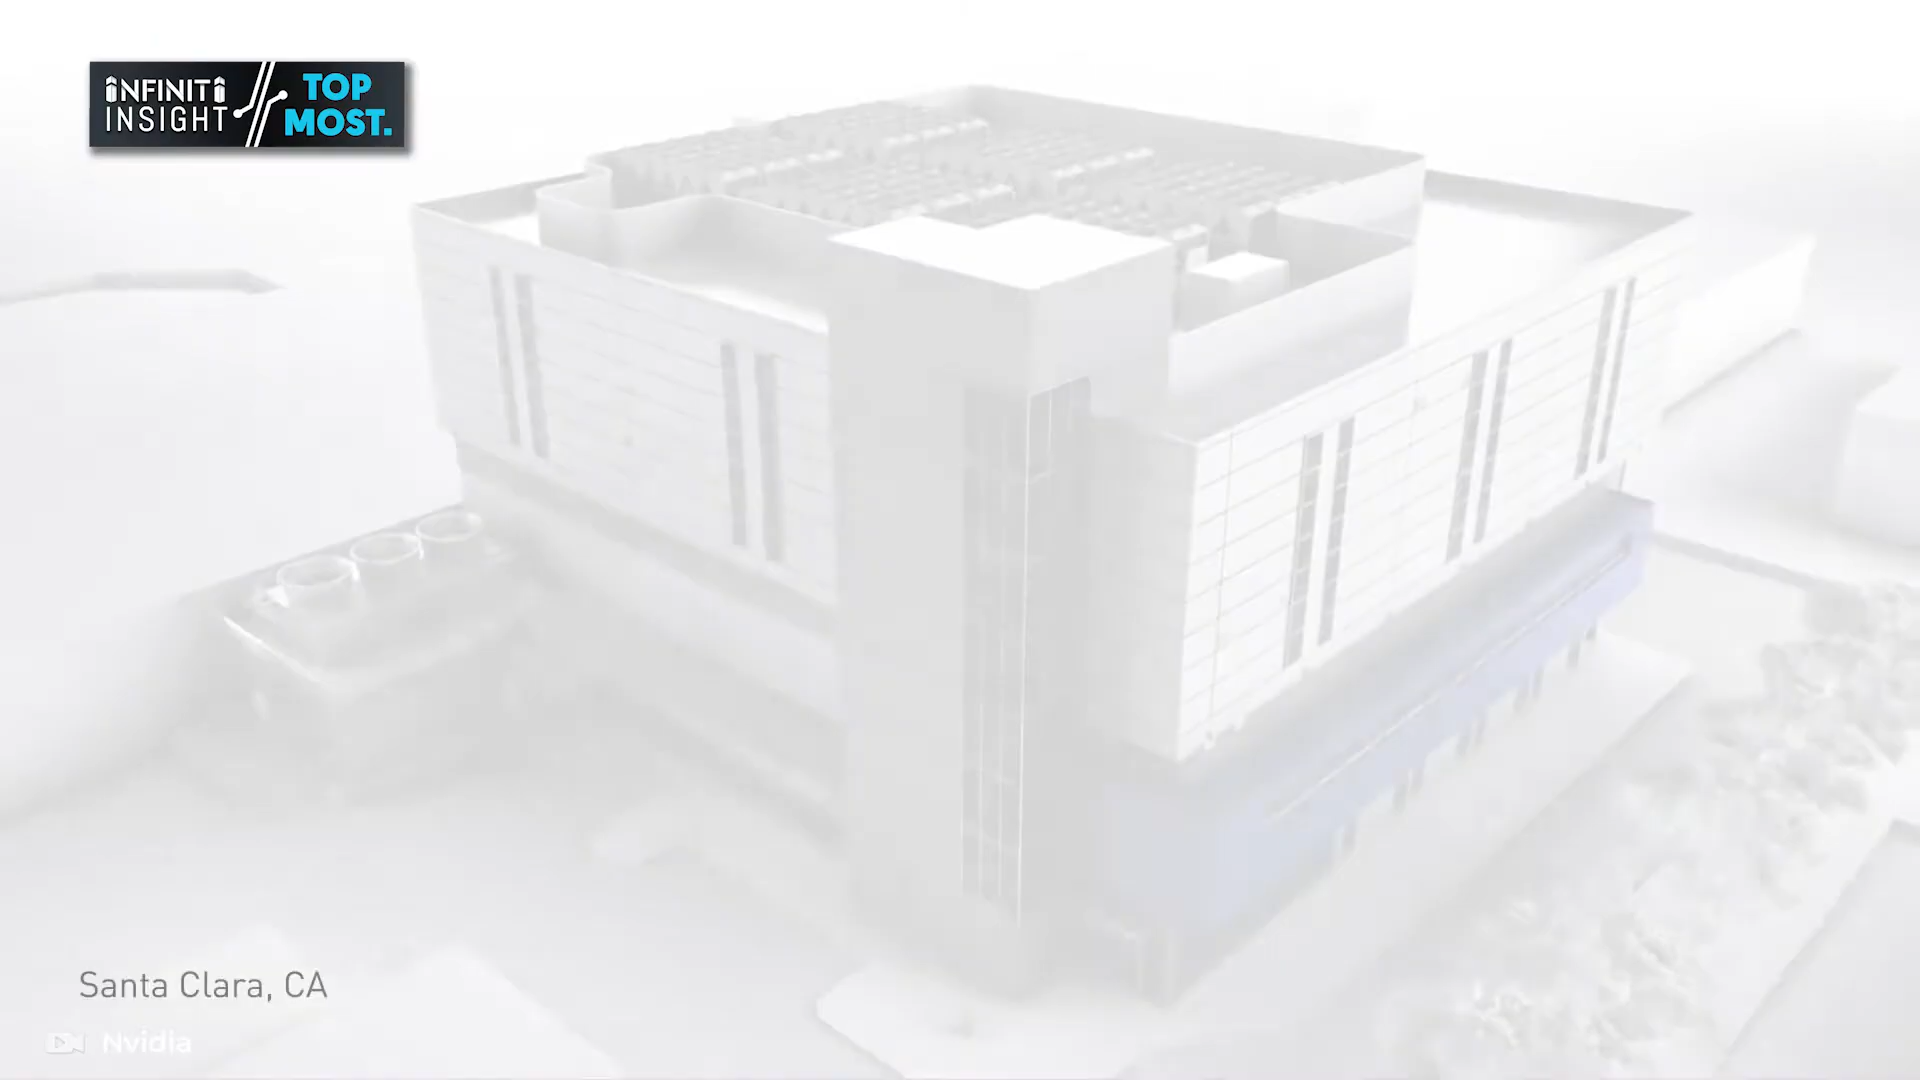 INFINITI
INSIGHT
TOP
MOST.
Santa Clara, CA
Nvidia